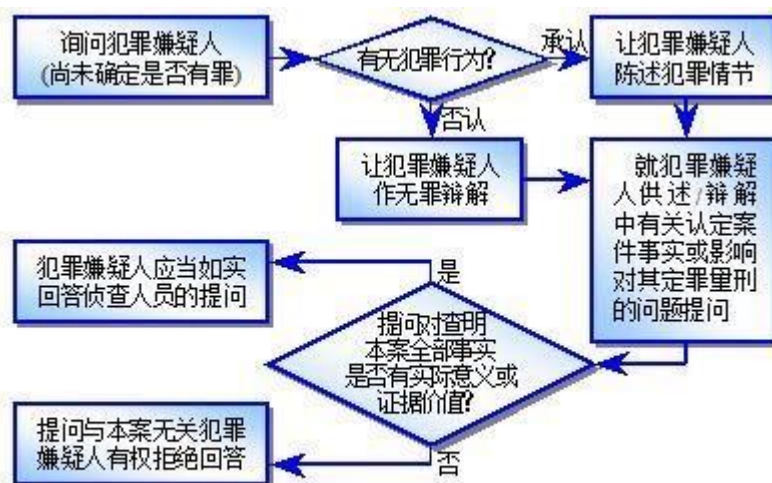 询问犯罪嫌疑人
(尚未确定是否有罪)
有无犯罪行为?
承认
让犯罪嫌疑人
陈述犯罪情节
否认
让犯罪嫌疑人
作无罪辩解
就犯罪嫌疑
人供述/辩解
中有关认定案
件事实或影响
对其定罪量刑
的问题提问
犯罪嫌疑人应当如实
回答侦查人员的提问
是
提问对查明
本案全部事实
是否有实际意义或
证据价值?
提问与本案无关犯罪
嫌疑人有权拒绝回答
否